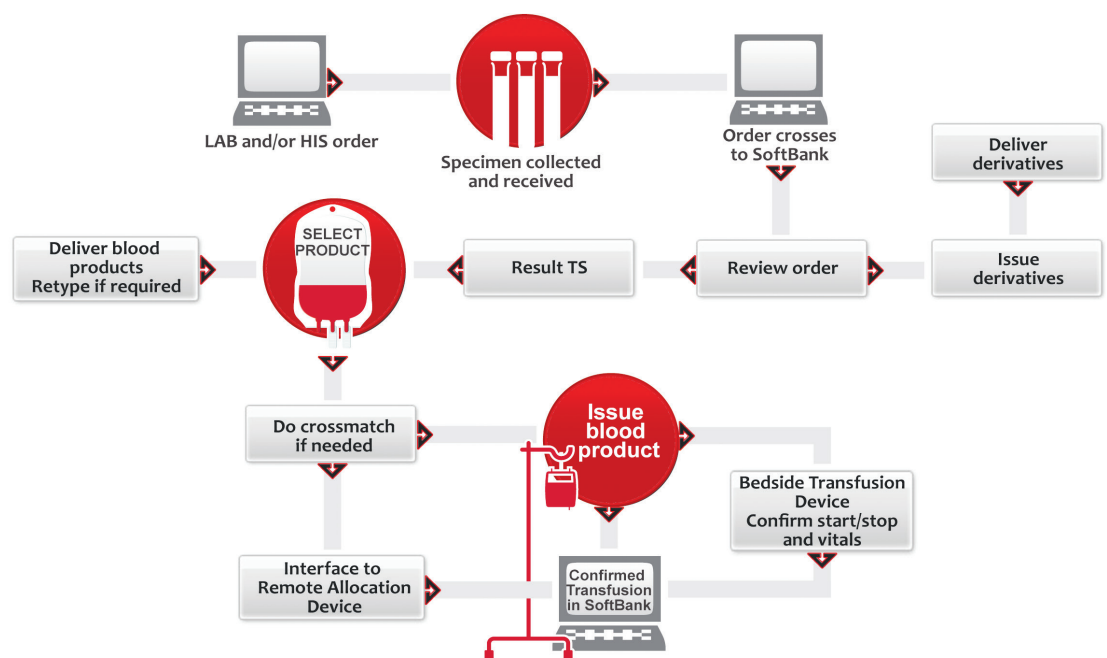 LAB and/or HIS order
Specimen collected
and received
Order crosses
to SoftBank
Deliver
derivatives
Deliver blood
products
Retype if required
SELECT
PRODUCT
Result TS
Review order
Issue
derivatives
Do crossmatch
if needed
Issue
blood
product
Bedside Transfusion
Device
Confirm start/stop
and vitals
Interface to
Remote Allocation
Device
Confirmed
Transfusion
in SoftBank